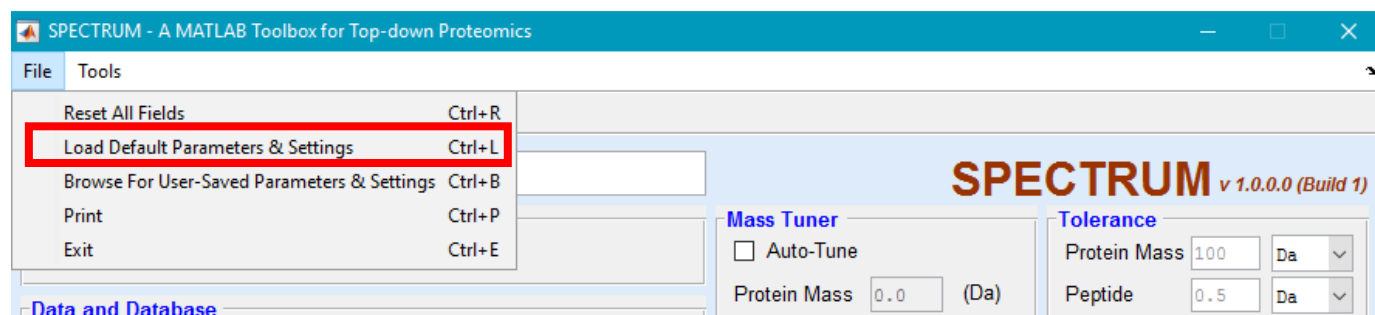 SPECTRUM - A MATLAB Toolbox for Top-down Proteomics
File Tools
Reset All Fields Ctrl+R
Load Default Parameters & Settings Ctrl+L
Browse For User-Saved Parameters & Settings Ctrl+B
Print Ctrl+P
Exit Ctrl+E
SPECTRUM v 1.0.0.0 (Build 1)
Mass Tuner
Auto-Tune
Protein Mass 0.0 (Da)
Tolerance
Protein Mass 100 Da
Peptide 0.5 Da
Data and Database